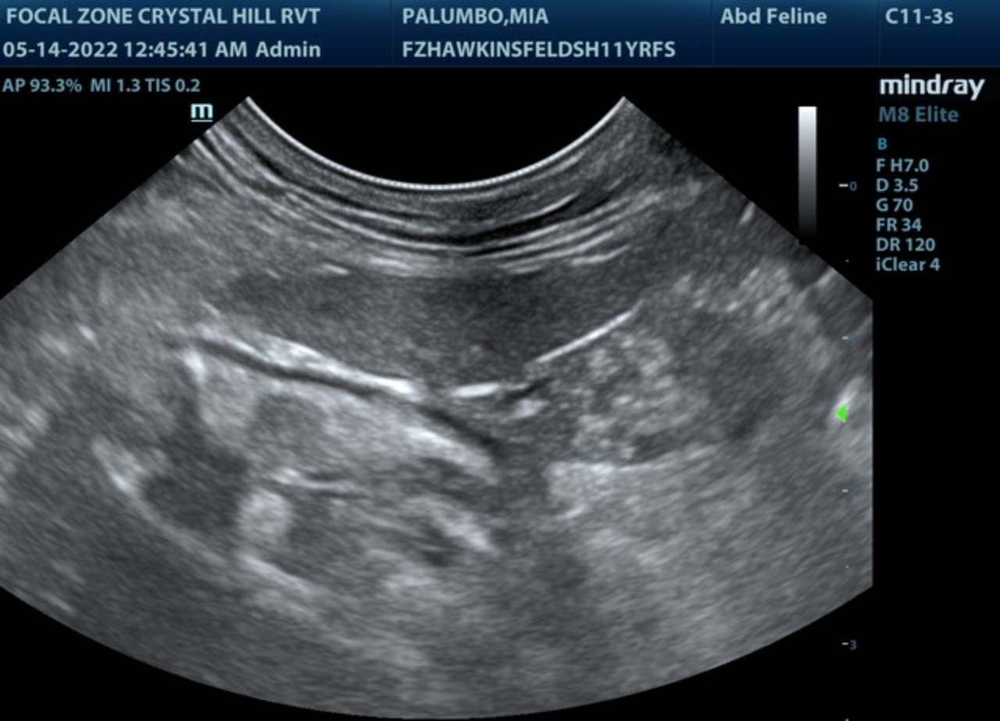 FOCAL ZONE CRYSTAL HILL RVT PALUMBO,MIA Abd Feline C11-3s
05-14-2022 12:45:41 AM Admin FZHAWKINSFELDSH11YRFS
AP 93.3% MI 1.3 TIS 0.2
m
mindray
M8 Elite
B
F H7.0
D 3.5
G 70
FR 34
DR 120
iClear 4
0
3